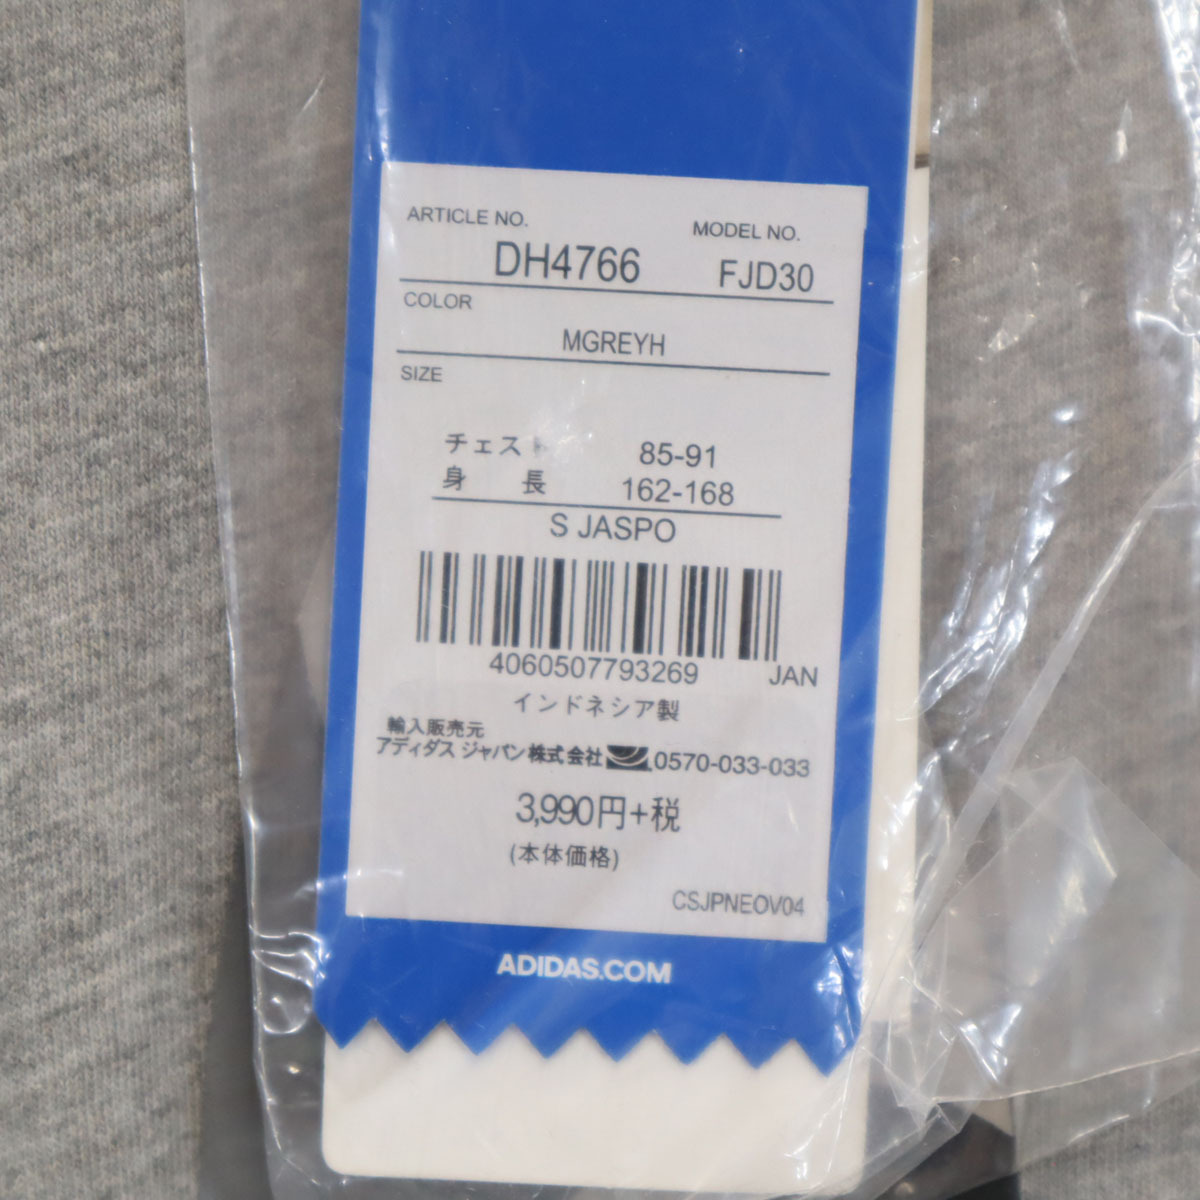 ARTICLE NO. MODEL NO.
DH4766 FJD30
COLOR
MGREYH
SIZE
チェスト 85-91
身 長 162-168
S JASPO
4060507793269 JAN
インドネシア製
輸入販売元
アディダス ジャパン株式会社 0570-033-033
3,990円+税
(本体価格)
CSJPNEOV04
ADIDAS.COM